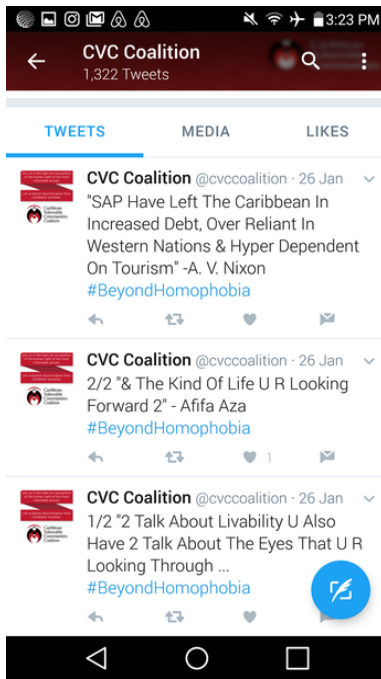 3:23 PM
CVC Coalition
1,322 Tweets
TWEETS
MEDIA
LIKES
CVC Coalition @cvccoalition · 26 Jan
"SAP Have Left The Caribbean In
Increased Debt, Over Reliant In
Western Nations & Hyper Dependent
On Tourism" -A. V. Nixon
#BeyondHomophobia
CVC Coalition @cvccoalition · 26 Jan
2/2 "& The Kind Of Life U R Looking
Forward 2" - Afifa Aza
#BeyondHomophobia
1
CVC Coalition @cvccoalition · 26 Jan
1/2 "2 Talk About Livability U Also
Have 2 Talk About The Eyes That U R
Looking Through ...
#BeyondHomophobia